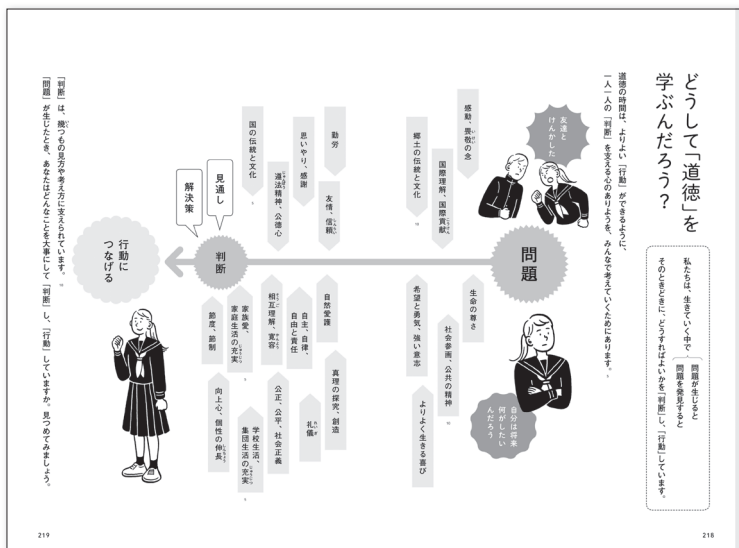 どうして「道徳」を
学ぶんだろう？
私たちは、生きていく中で、
問題が生じると
問題を発見すると
そのときどきに、どうすればよいかを「判断」し、「行動」しています。
道徳の時間は、よりよい「行動」ができるように、
一人一人の「判断」を支える心のありようを、みんなで考えていくためにあります。
友達と
けんかした
問題
自分は将来
何がしたい
んだろう
感動、畏敬の念
国際理解、国際貢献
郷土の伝統と文化
生命の尊さ
社会参画、公共の精神
希望と勇気、強い意志
よりよく生きる喜び
勤労
友情、信頼
思いやり、感謝
遵法精神、公徳心
国の伝統と文化
自然愛護
真理の探究、創造
自主、自律、
自由と責任
礼儀
相互理解、寛容
公正、公平、社会正義
家族愛、
家庭生活の充実
学校生活、
集団生活の充実
節度、節制
向上心、個性の伸長
見通し
解決策
判断
行動に
つなげる
「判断」は、幾つもの見方や考え方に支えられています。
「問題」が生じたとき、あなたはどんなことを大事にして「判断」し、「行動」していますか。見つめてみましょう。
219
218